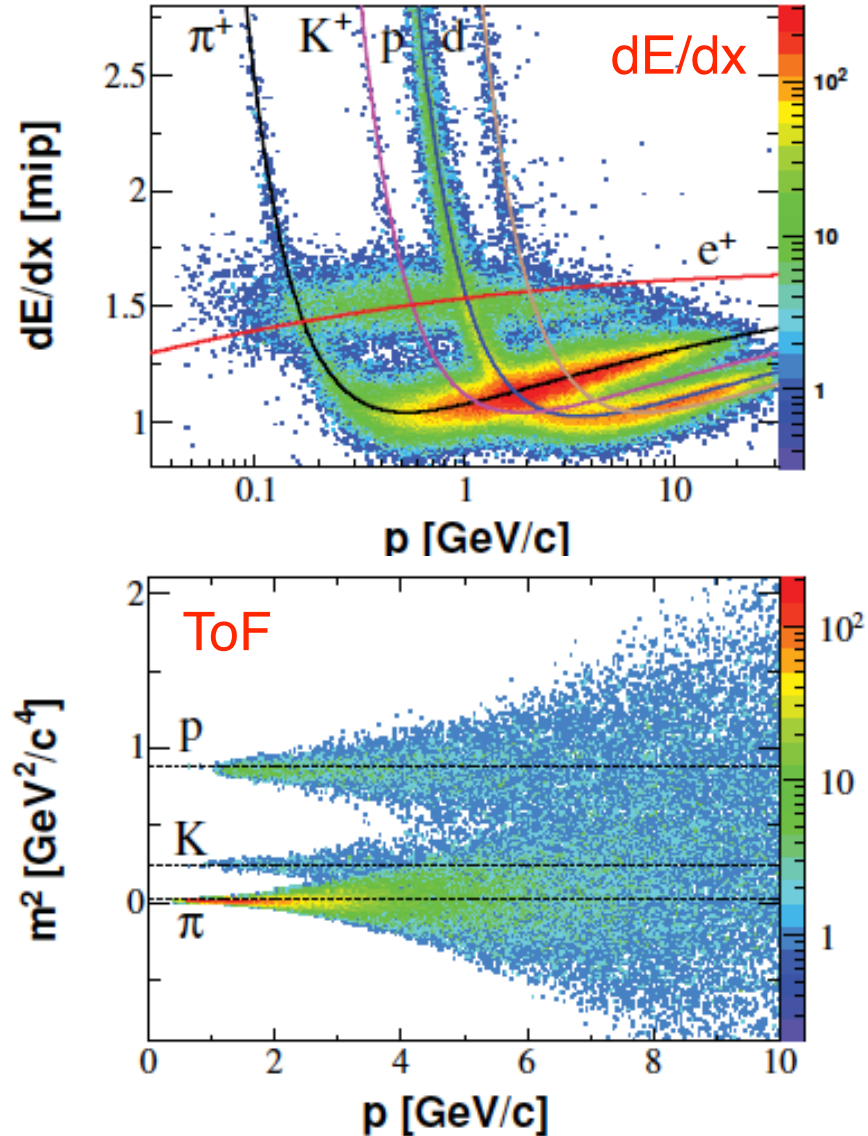 π⁺ K⁺ p d dE/dx
10²
2.5
dE/dx [mip]
2
10
e⁺
1.5
1
1
0.1 1 10
p [GeV/c]
2
ToF
10²
m² [GeV²/c⁴]
p
1
10
K
0
1
π
0 2 4 6 8 10
p [GeV/c]